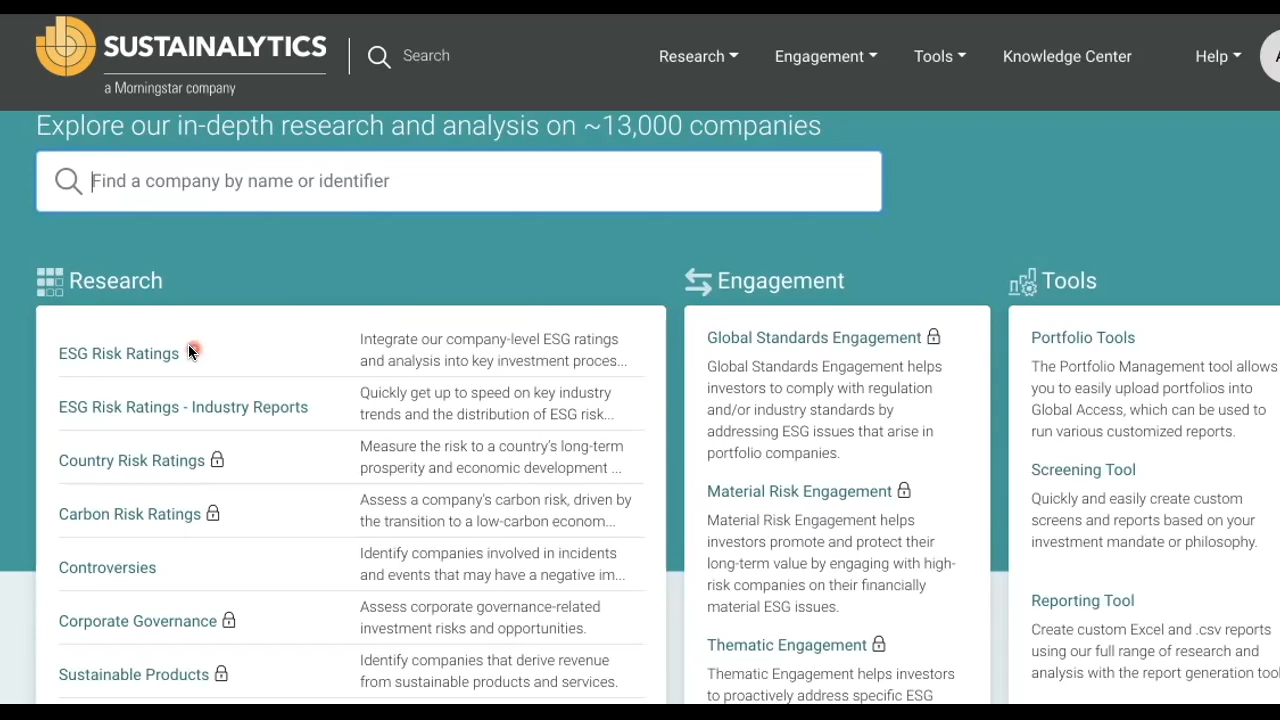 SUSTAINALYTICS
a Morningstar company
Search
Research
Engagement
Tools
Knowledge Center
Help
A
Explore our in-depth research and analysis on ~13,000 companies
Find a company by name or identifier
Research
ESG Risk Ratings
Integrate our company-level ESG ratings
and analysis into key investment proces...
ESG Risk Ratings - Industry Reports
Quickly get up to speed on key industry
trends and the distribution of ESG risk...
Country Risk Ratings
Measure the risk to a country's long-term
prosperity and economic development ...
Carbon Risk Ratings
Assess a company's carbon risk, driven by
the transition to a low-carbon econom...
Controversies
Identify companies involved in incidents
and events that may have a negative im...
Corporate Governance
Assess corporate governance-related
investment risks and opportunities.
Sustainable Products
Identify companies that derive revenue
from sustainable products and services.
Engagement
Global Standards Engagement
Global Standards Engagement helps
investors to comply with regulation
and/or industry standards by
addressing ESG issues that arise in
portfolio companies.
Material Risk Engagement
Material Risk Engagement helps
investors promote and protect their
long-term value by engaging with high-
risk companies on their financially
material ESG issues.
Thematic Engagement
Thematic Engagement helps investors
to proactively address specific ESG
Tools
Portfolio Tools
The Portfolio Management tool allows
you to easily upload portfolios into
Global Access, which can be used to
run various customized reports.
Screening Tool
Quickly and easily create custom
screens and reports based on your
investment mandate or philosophy.
Reporting Tool
Create custom Excel and .csv reports
using our full range of research and
analysis with the report generation tool